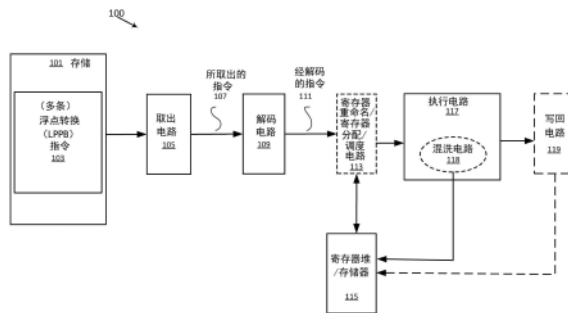 100
101 存储
（多条）
浮点转换
（LPPB）
指令
103
取出
电路
105
所取出的
指令
107
解码
电路
109
经解码
的指令
111
寄存器
重命名/
寄存器
分配/
调度
电路
113
执行电路
117
混洗电路
118
写回
电路
119
寄存器堆
/存储器
115